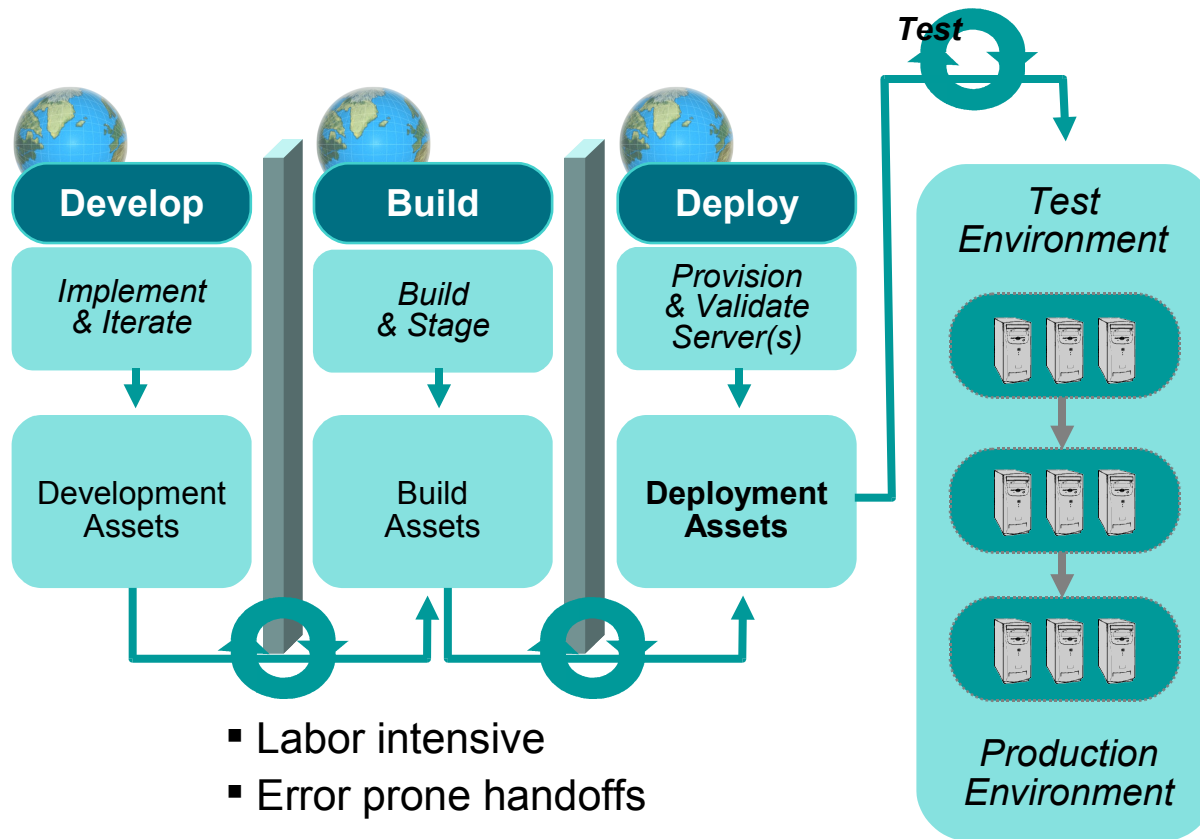 Test
Develop
Implement
& Iterate
Development
Assets
Build
Build
& Stage
Build
Assets
Deploy
Provision
& Validate
Server(s)
Deployment
Assets
Test
Environment
Production
Environment
▪ Labor intensive
▪ Error prone handoffs